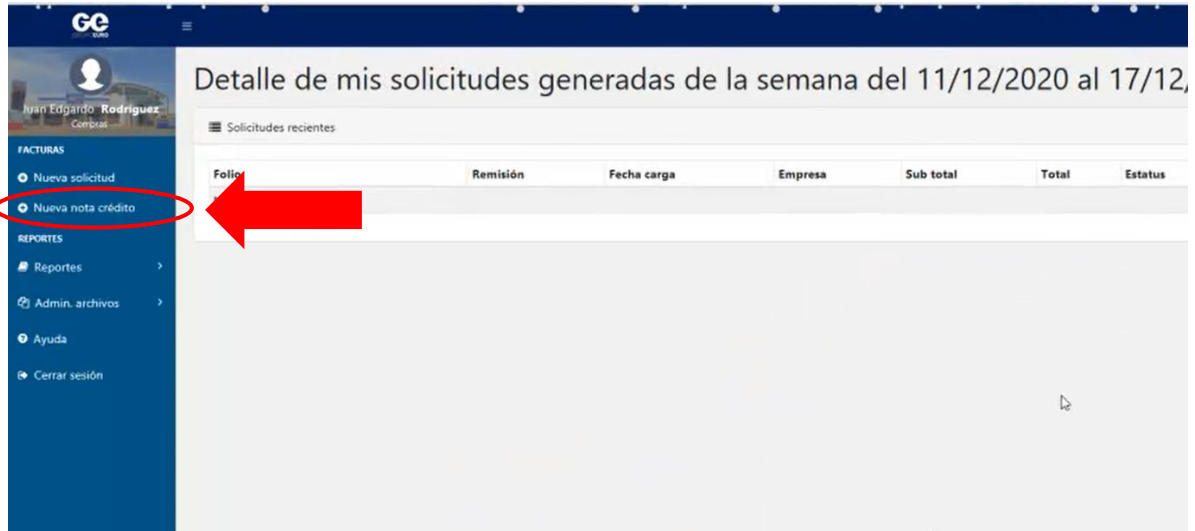 GE
GRUPO EURO
Juan Edgardo Rodriguez
Compras
FACTURAS
Nueva solicitud
Nueva nota crédito
REPORTES
Reportes
Admin. archivos
Ayuda
Cerrar sesión
Detalle de mis solicitudes generadas de la semana del 11/12/2020 al 17/12/
Solicitudes recientes
Folio Remisión Fecha carga Empresa Sub total Total Estatus